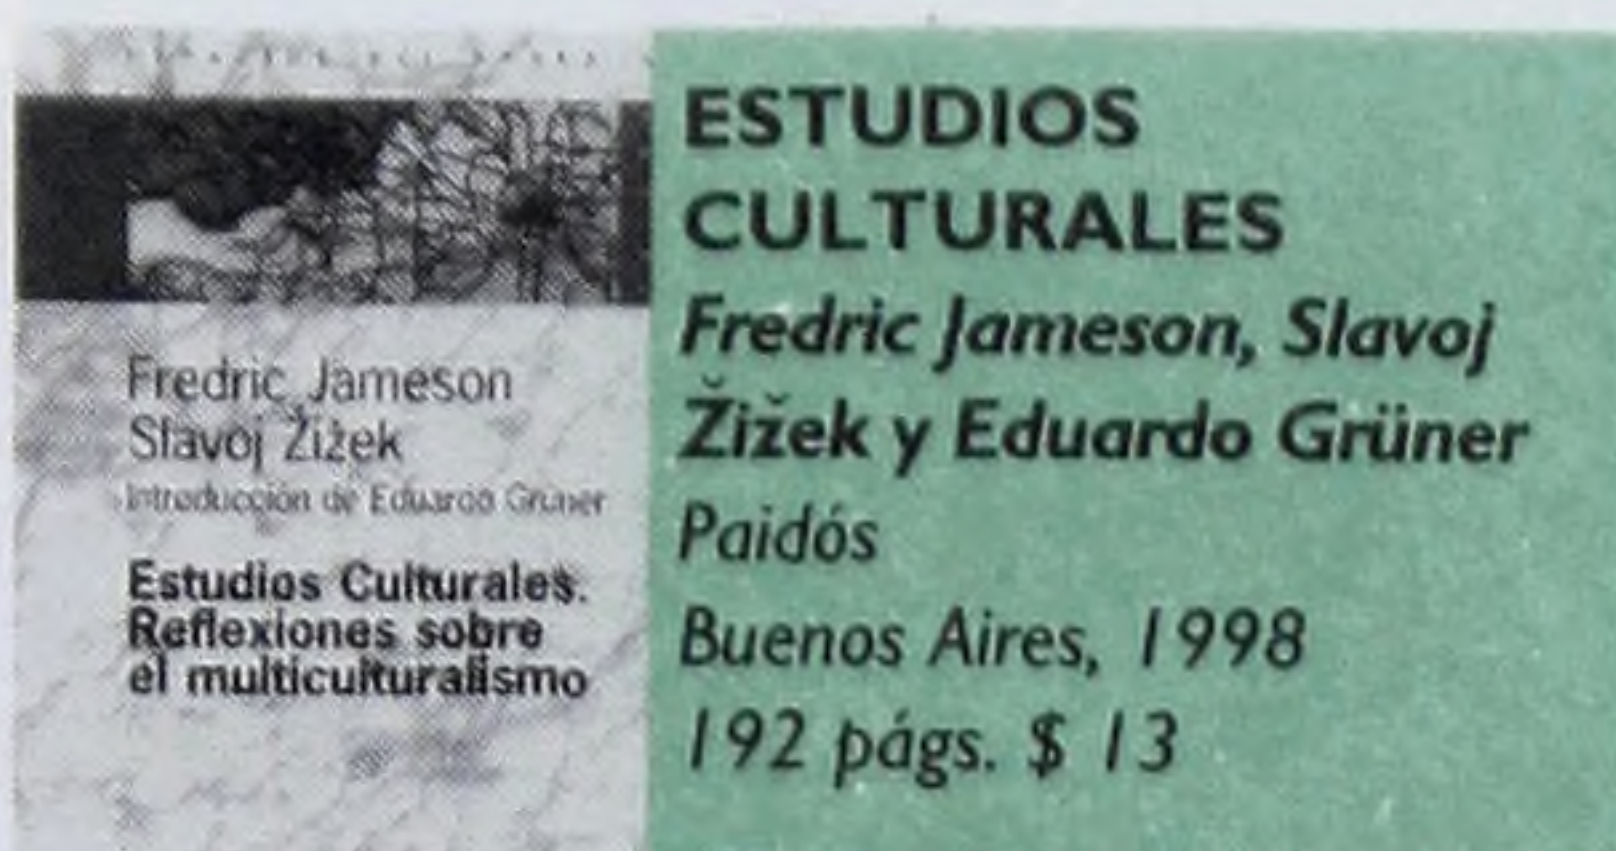 Fredric Jameson
Slavoj Žižek
Introducción de Eduardo Grüner
Estudios Culturales.
Reflexiones sobre
el multiculturalismo
ESTUDIOS
CULTURALES
Fredric Jameson, Slavoj
Žižek y Eduardo Grüner
Paidós
Buenos Aires, 1998
192 págs. $ 13